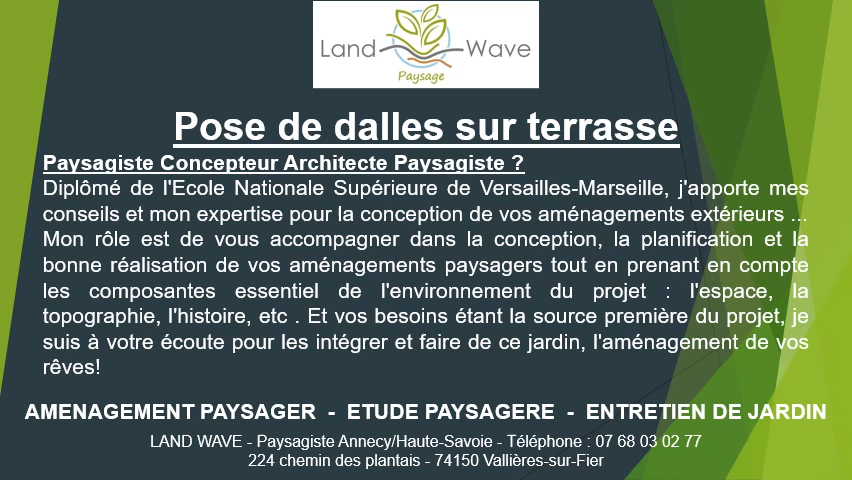 Land Wave
Paysage
Pose de dalles sur terrasse
Paysagiste Concepteur Architecte Paysagiste ?
Diplômé de l'Ecole Nationale Supérieure de Versailles-Marseille, j'apporte mes
conseils et mon expertise pour la conception de vos aménagements extérieurs ...
Mon rôle est de vous accompagner dans la conception, la planification et la
bonne réalisation de vos aménagements paysagers tout en prenant en compte
les composantes essentiel de l'environnement du projet : l'espace, la
topographie, l'histoire, etc . Et vos besoins étant la source première du projet, je
suis à votre écoute pour les intégrer et faire de ce jardin, l'aménagement de vos
rêves!
AMENAGEMENT PAYSAGER - ETUDE PAYSAGERE - ENTRETIEN DE JARDIN
LAND WAVE - Paysagiste Annecy/Haute-Savoie - Téléphone : 07 68 03 02 77
224 chemin des plantais - 74150 Vallières-sur-Fier